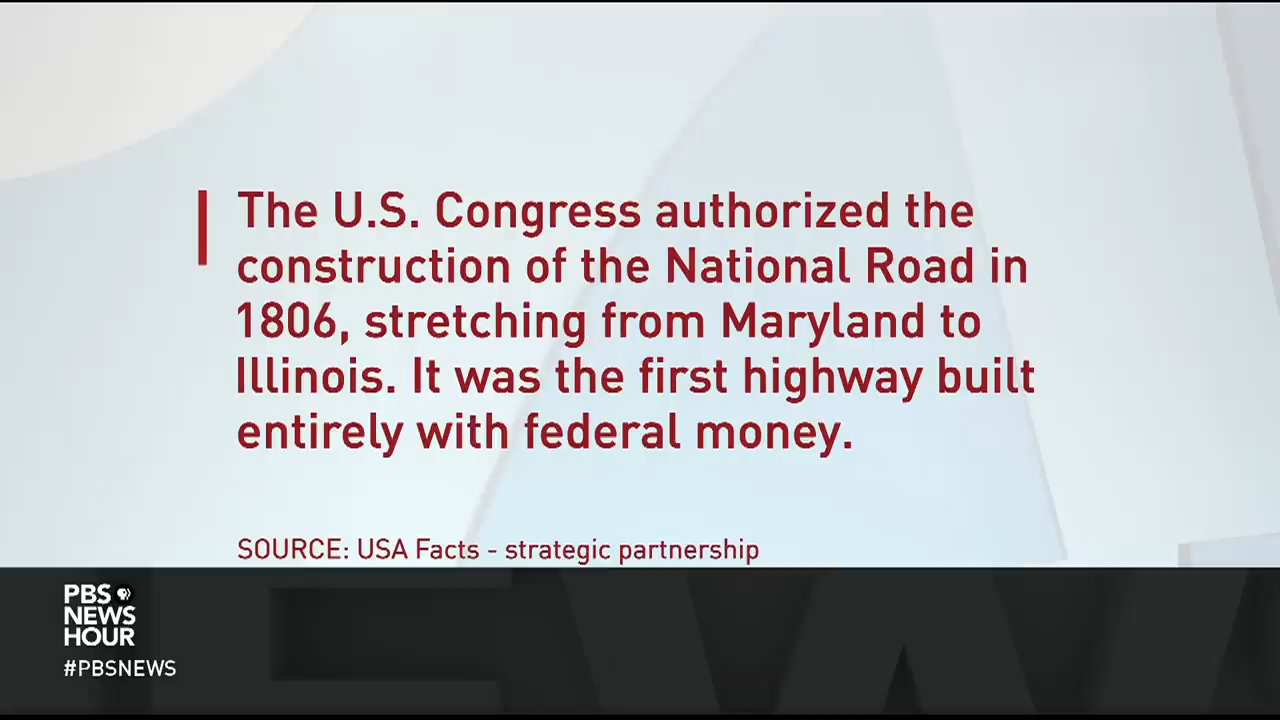 The U.S. Congress authorized the
construction of the National Road in
1806, stretching from Maryland to
Illinois. It was the first highway built
entirely with federal money.
SOURCE: USA Facts - strategic partnership
PBS
NEWS
HOUR
#PBSNEWS